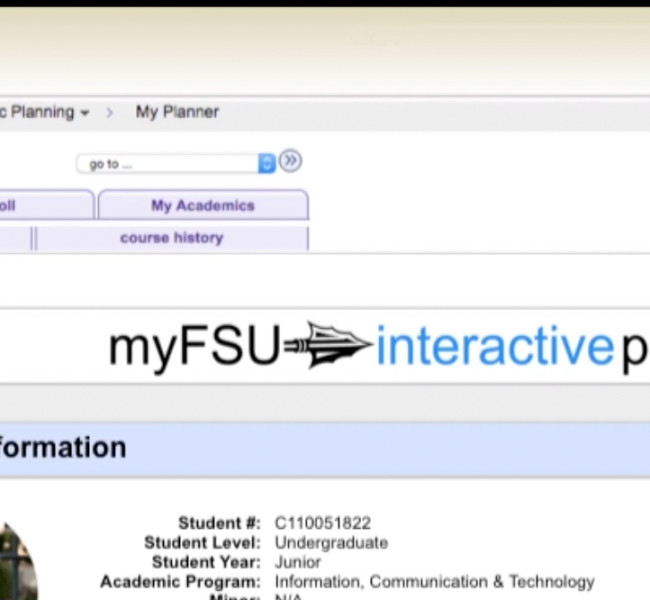 c Planning > My Planner
go to ...
oll My Academics
course history
myFSU interactive p
formation
Student #: C110051822
Student Level: Undergraduate
Student Year: Junior
Academic Program: Information, Communication & Technology
Minor: N/A